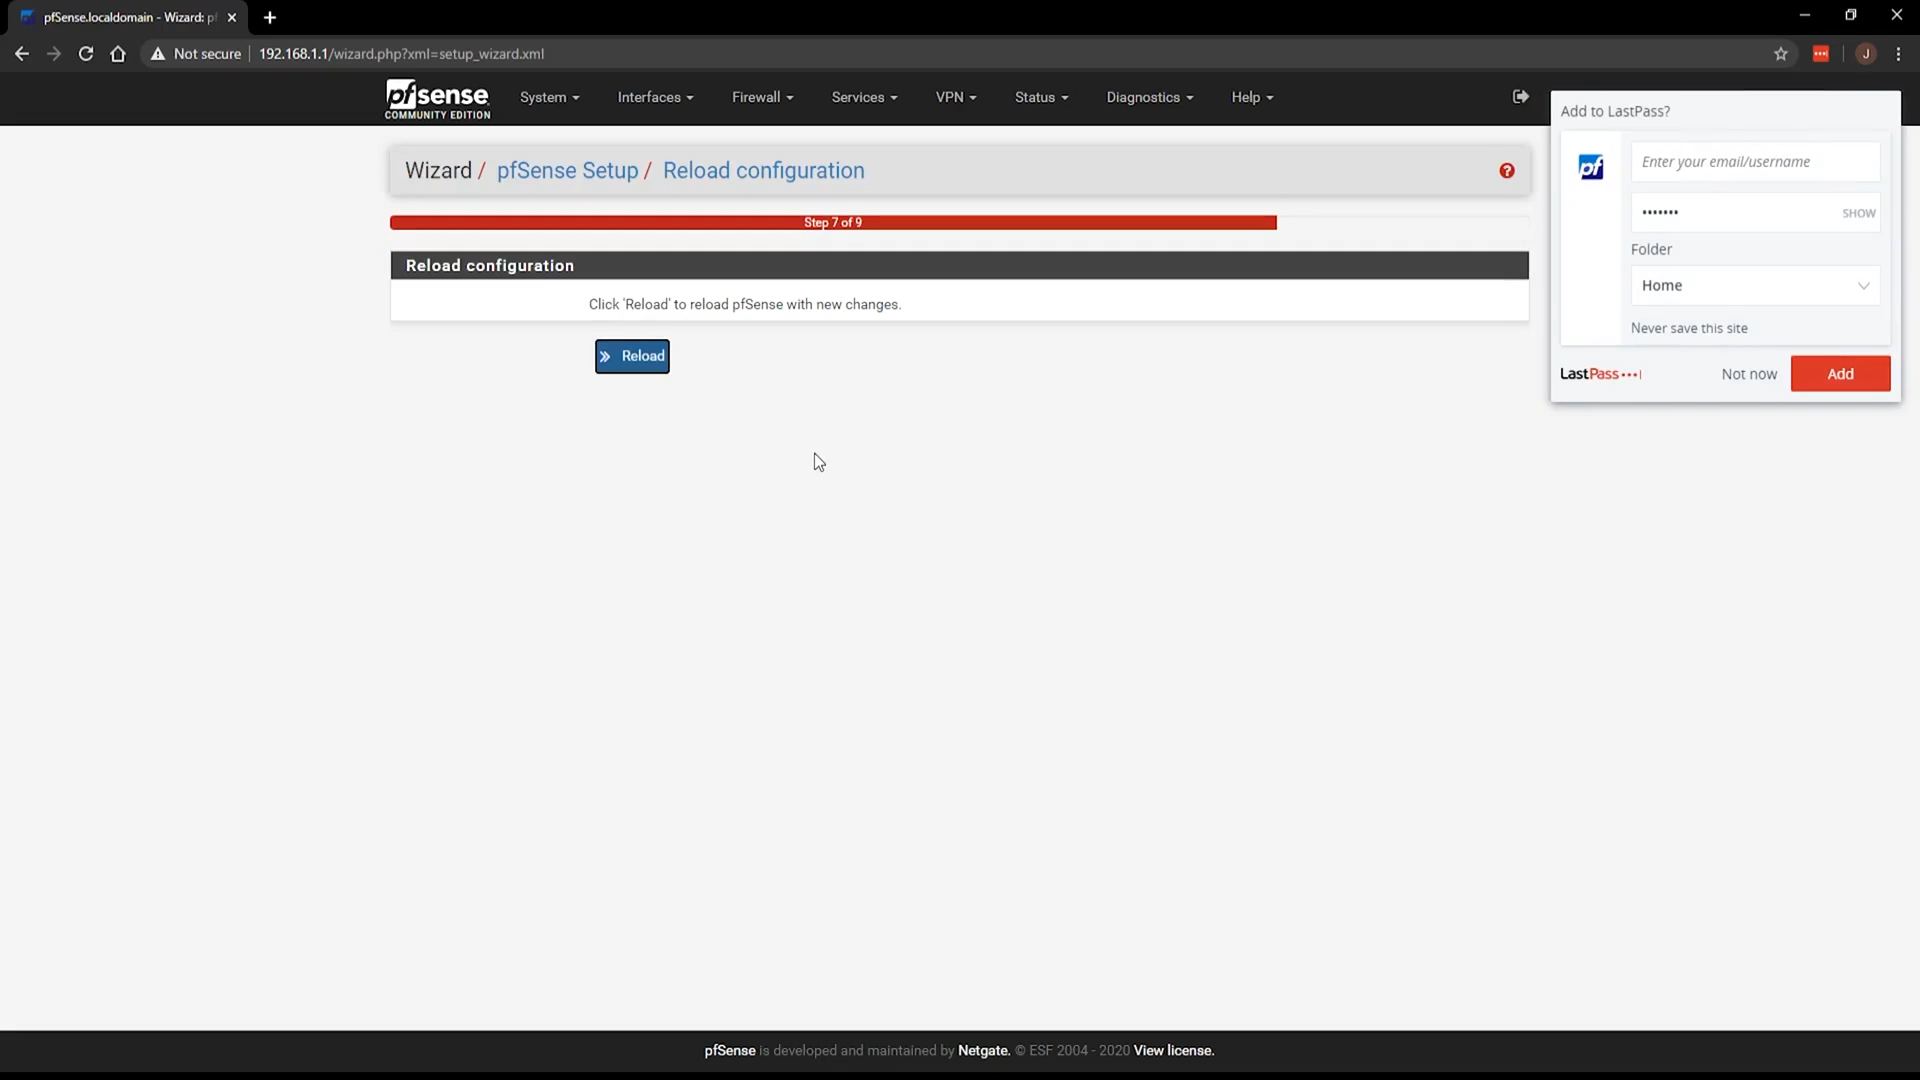 pfSense.localdomain - Wizard: pf
Not secure
192.168.1.1/wizard.php?xml=setup_wizard.xml
J
pfsense
COMMUNITY EDITION
System
Interfaces
Firewall
Services
VPN
Status
Diagnostics
Help
Wizard / pfSense Setup / Reload configuration
Step 7 of 9
Reload configuration
Click 'Reload' to reload pfSense with new changes.
Reload
Add to LastPass?
pf
Enter your email/username
•••••••
SHOW
Folder
Home
Never save this site
LastPass•••|
Not now
Add
pfSense is developed and maintained by Netgate. © ESF 2004 - 2020 View license.